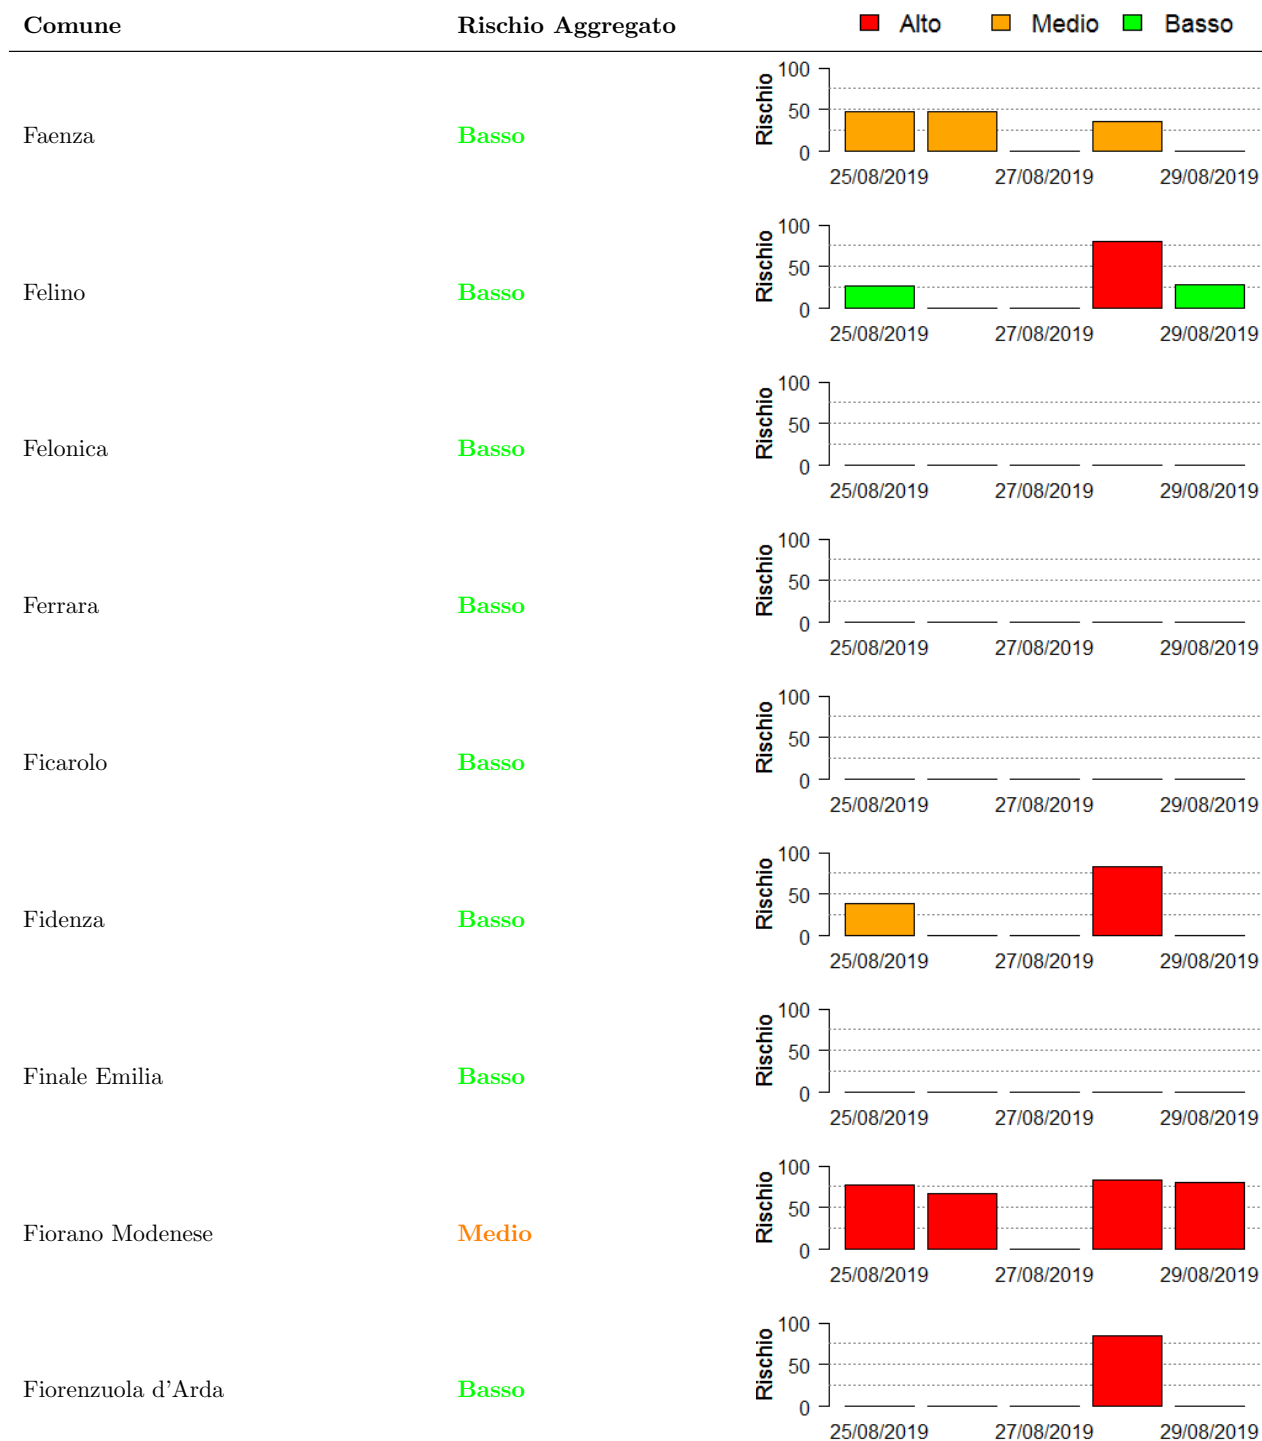 Comune Rischio Aggregato Alto Medio Basso
100
50
0
Rischio
Faenza Basso
25/08/2019 27/08/2019 29/08/2019
100
50
0
Rischio
Felino Basso
25/08/2019 27/08/2019 29/08/2019
100
50
0
Rischio
Felonica Basso
25/08/2019 27/08/2019 29/08/2019
100
50
0
Rischio
Ferrara Basso
25/08/2019 27/08/2019 29/08/2019
100
50
0
Rischio
Ficarolo Basso
25/08/2019 27/08/2019 29/08/2019
100
50
0
Rischio
Fidenza Basso
25/08/2019 27/08/2019 29/08/2019
100
50
0
Rischio
Finale Emilia Basso
25/08/2019 27/08/2019 29/08/2019
100
50
0
Rischio
Fiorano Modenese Medio
25/08/2019 27/08/2019 29/08/2019
100
50
0
Rischio
Fiorenzuola d'Arda Basso
25/08/2019 27/08/2019 29/08/2019